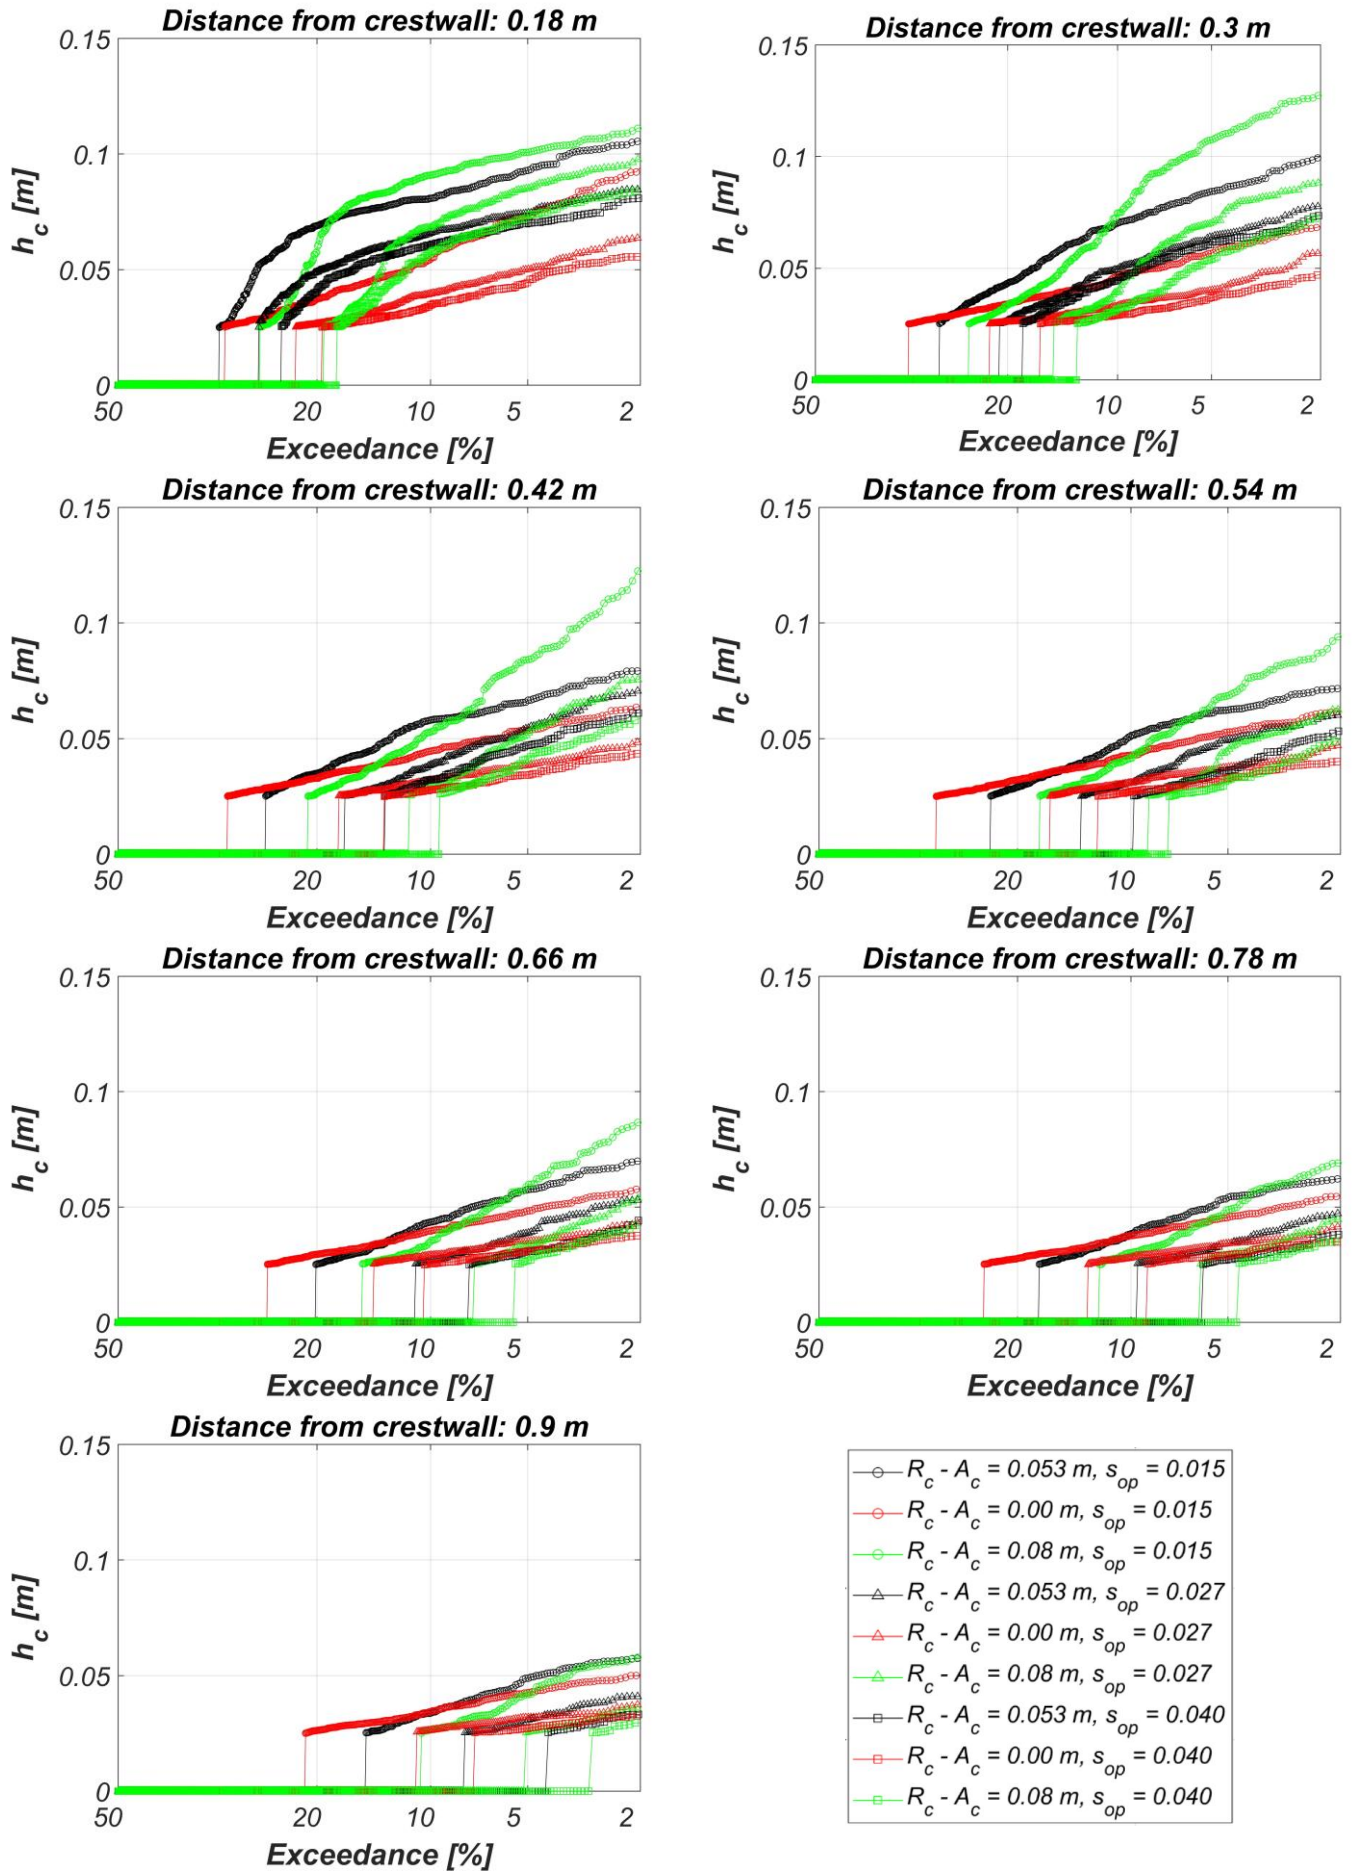 Distance from crestwall: 0.18 m
0.15
0.1
0.05
0
h_c [m]
50 20 10 5 2
Exceedance [%]
Distance from crestwall: 0.3 m
0.15
0.1
0.05
0
h_c [m]
50 20 10 5 2
Exceedance [%]
Distance from crestwall: 0.42 m
0.15
0.1
0.05
0
h_c [m]
50 20 10 5 2
Exceedance [%]
Distance from crestwall: 0.54 m
0.15
0.1
0.05
0
h_c [m]
50 20 10 5 2
Exceedance [%]
Distance from crestwall: 0.66 m
0.15
0.1
0.05
0
h_c [m]
50 20 10 5 2
Exceedance [%]
Distance from crestwall: 0.78 m
0.15
0.1
0.05
0
h_c [m]
50 20 10 5 2
Exceedance [%]
Distance from crestwall: 0.9 m
0.15
0.1
0.05
0
h_c [m]
50 20 10 5 2
Exceedance [%]
R_c - A_c = 0.053 m, s_op = 0.015
R_c - A_c = 0.00 m, s_op = 0.015
R_c - A_c = 0.08 m, s_op = 0.015
R_c - A_c = 0.053 m, s_op = 0.027
R_c - A_c = 0.00 m, s_op = 0.027
R_c - A_c = 0.08 m, s_op = 0.027
R_c - A_c = 0.053 m, s_op = 0.040
R_c - A_c = 0.00 m, s_op = 0.040
R_c - A_c = 0.08 m, s_op = 0.040